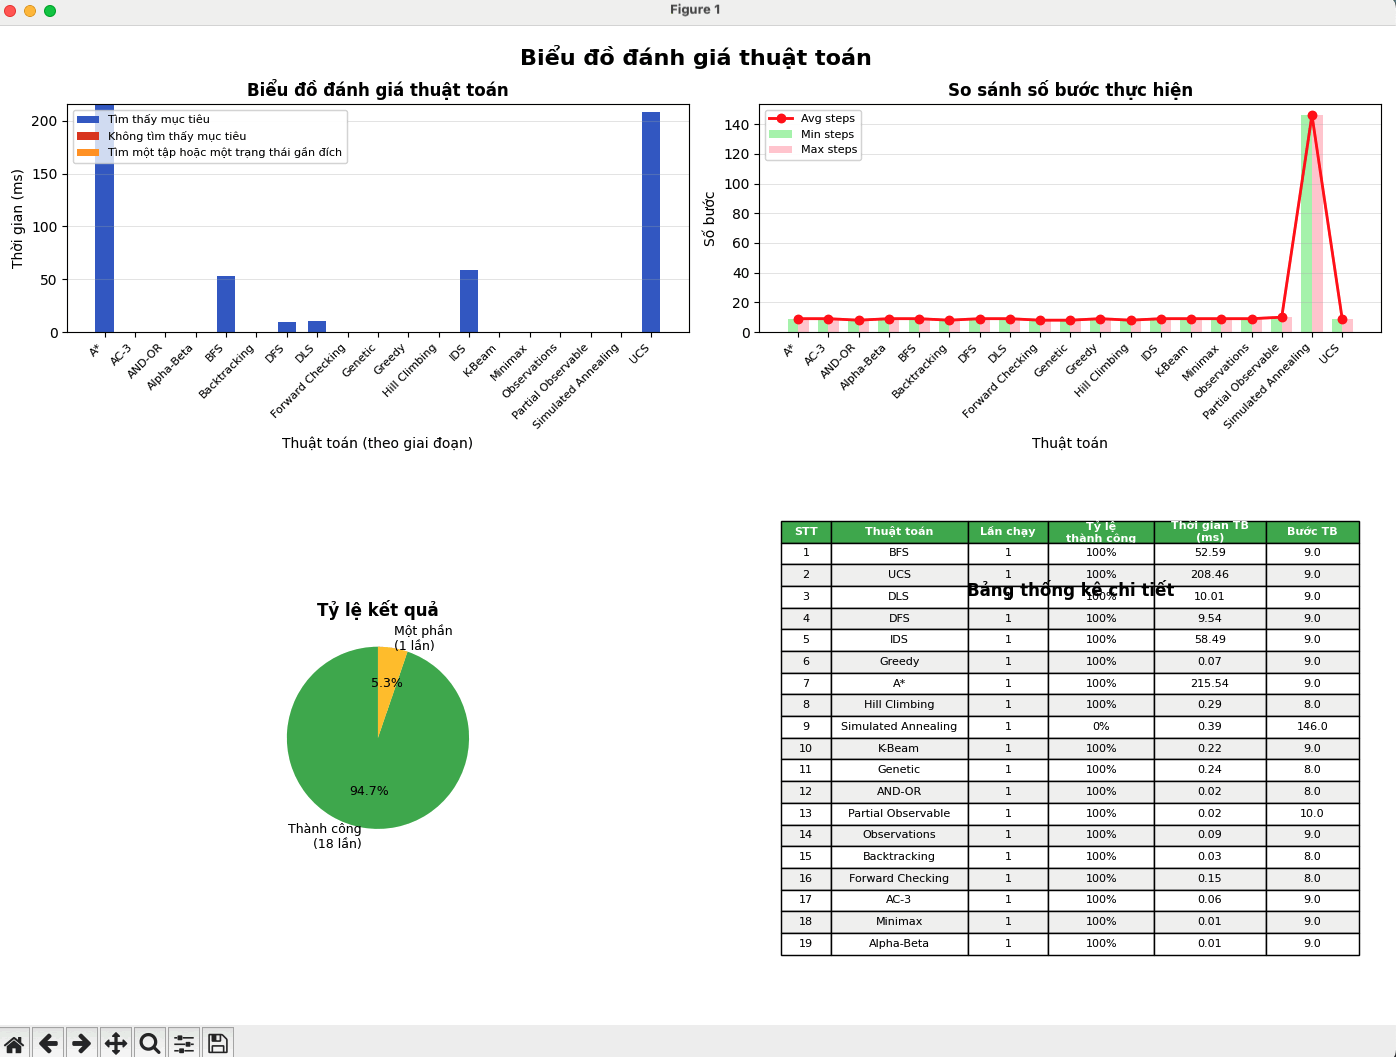 Figure 1
Biểu đồ đánh giá thuật toán
Biểu đồ đánh giá thuật toán
Thời gian (ms)
200
150
100
50
0
Tìm thấy mục tiêu
Không tìm thấy mục tiêu
Tìm một tập hoặc một trạng thái gần đích
A*
AC-3
AND-OR
Alpha-Beta
BFS
Backtracking
DFS
DLS
Forward Checking
Genetic
Greedy
Hill Climbing
IDS
K-Beam
Minimax
Observations
Partial Observable
Simulated Annealing
UCS
Thuật toán (theo giai đoạn)
So sánh số bước thực hiện
Số bước
140
120
100
80
60
40
20
0
Avg steps
Min steps
Max steps
A*
AC-3
AND-OR
Alpha-Beta
BFS
Backtracking
DFS
DLS
Forward Checking
Genetic
Greedy
Hill Climbing
IDS
K-Beam
Minimax
Observations
Partial Observable
Simulated Annealing
UCS
Thuật toán
Tỷ lệ kết quả
Một phần
(1 lần)
5.3%
94.7%
Thành công
(18 lần)
Bảng thống kê chi tiết
STT Thuật toán Lần chạy Tỷ lệ thành công Thời gian TB (ms) Bước TB
1 BFS 1 100% 52.59 9.0
2 UCS 1 100% 208.46 9.0
3 DLS 1 100% 10.01 9.0
4 DFS 1 100% 9.54 9.0
5 IDS 1 100% 58.49 9.0
6 Greedy 1 100% 0.07 9.0
7 A* 1 100% 215.54 9.0
8 Hill Climbing 1 100% 0.29 8.0
9 Simulated Annealing 1 0% 0.39 146.0
10 K-Beam 1 100% 0.22 9.0
11 Genetic 1 100% 0.24 8.0
12 AND-OR 1 100% 0.02 8.0
13 Partial Observable 1 100% 0.02 10.0
14 Observations 1 100% 0.09 9.0
15 Backtracking 1 100% 0.03 8.0
16 Forward Checking 1 100% 0.15 8.0
17 AC-3 1 100% 0.06 9.0
18 Minimax 1 100% 0.01 9.0
19 Alpha-Beta 1 100% 0.01 9.0